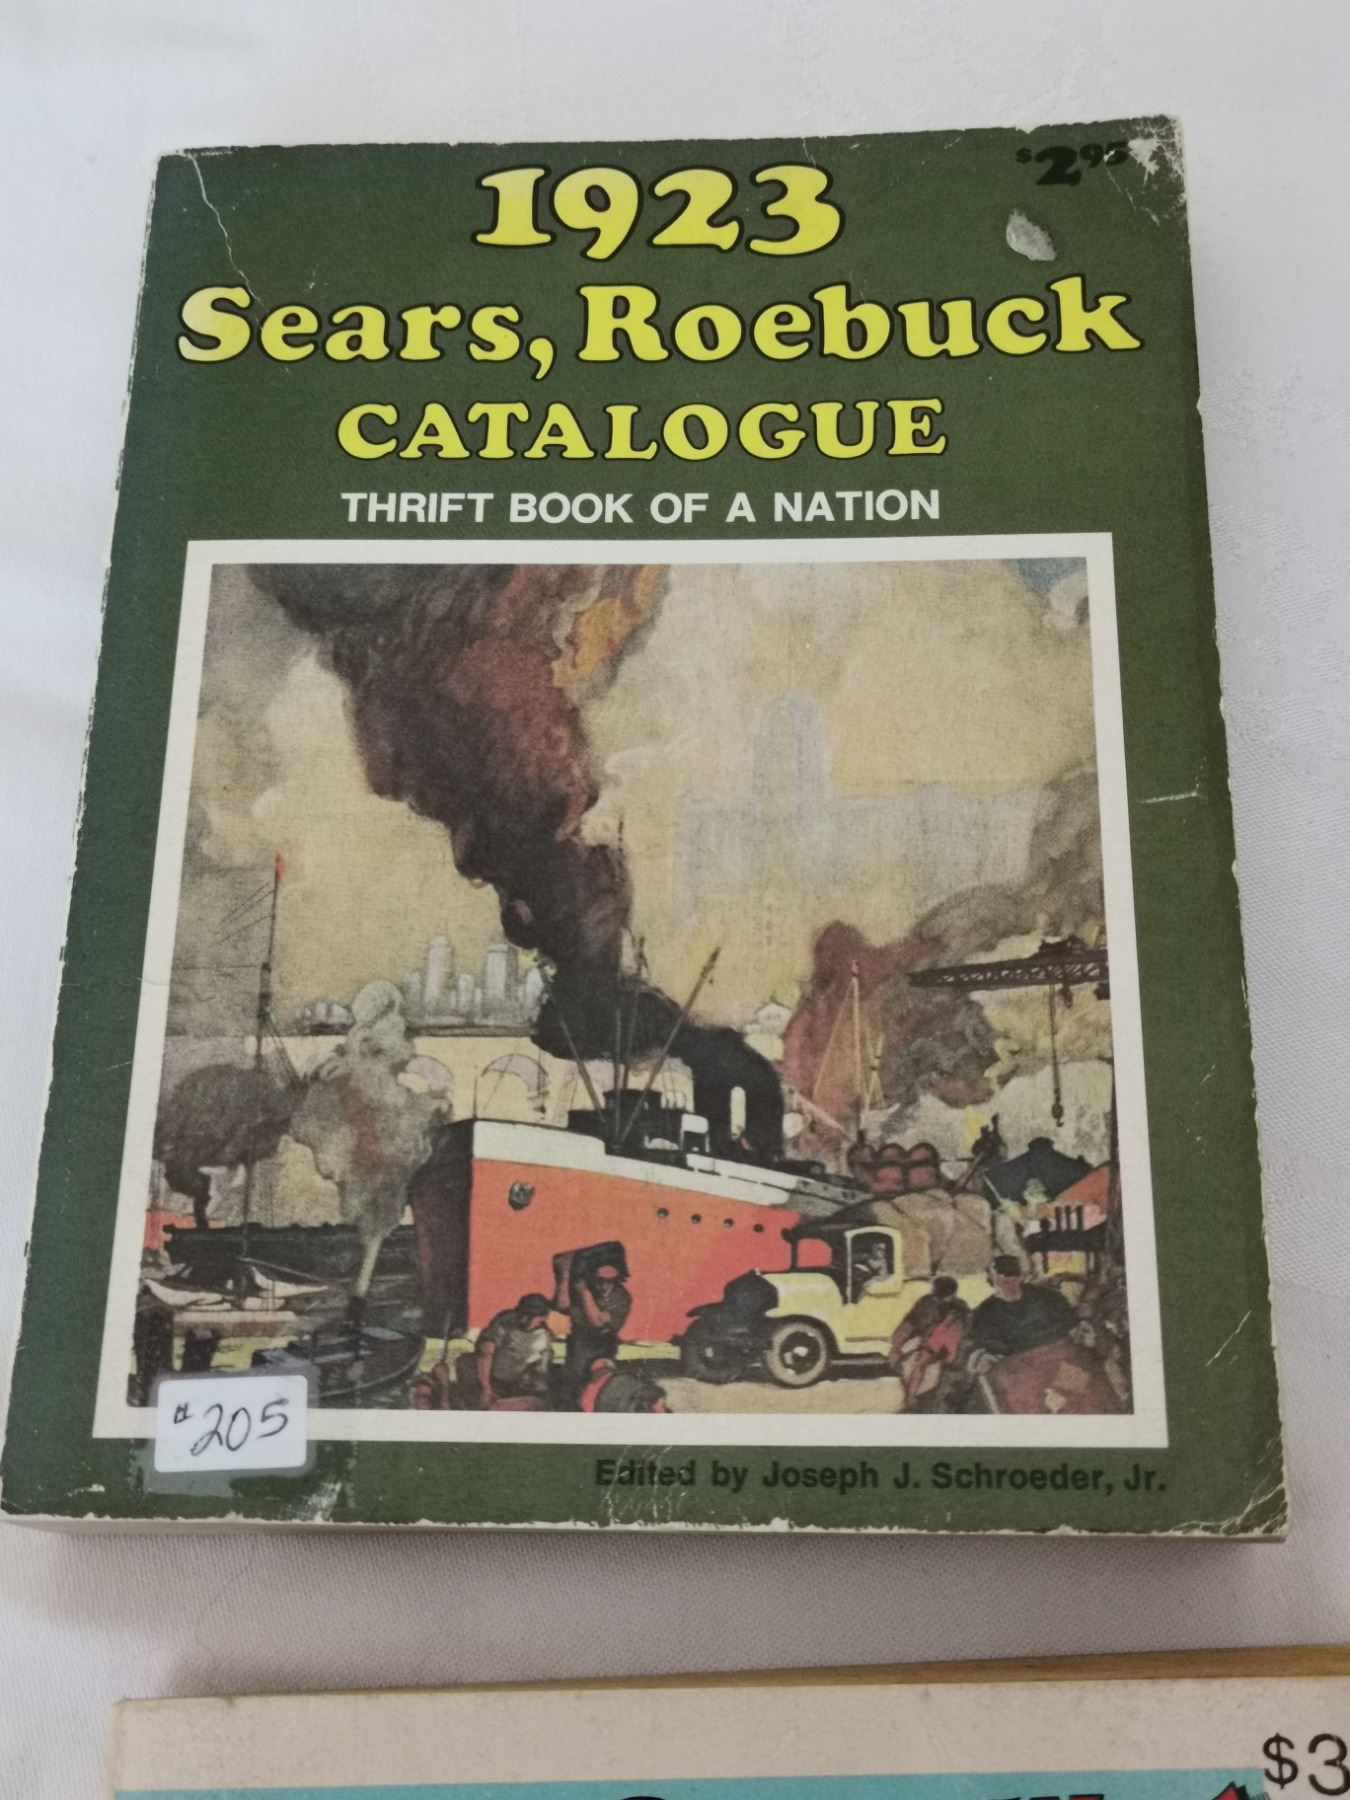 $2.95
1923
Sears, Roebuck
CATALOGUE
THRIFT BOOK OF A NATION
#205
Edited by Joseph J. Schroeder, Jr.
$3